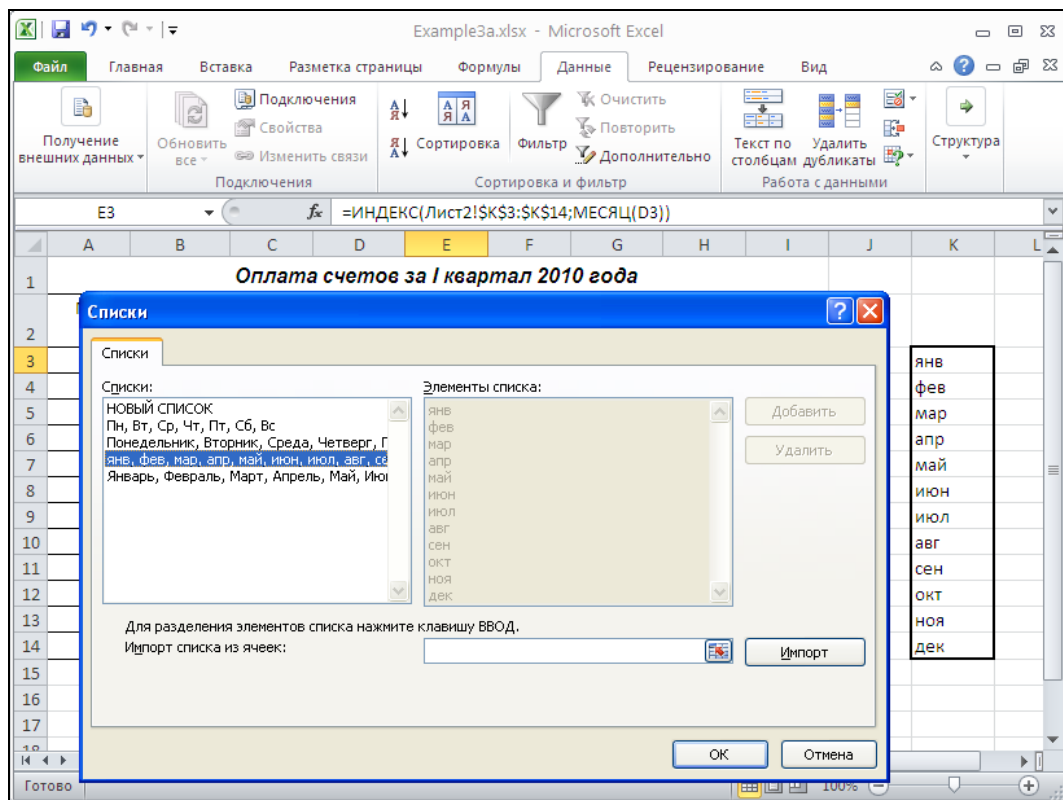 Example3a.xlsx - Microsoft Excel
Файл Главная Вставка Разметка страницы Формулы Данные Рецензирование Вид
Получение внешних данных
Обновить все
Подключения
Свойства
Изменить связи
Подключения
Сортировка
Фильтр
Очистить
Повторить
Дополнительно
Сортировка и фильтр
Текст по столбцам
Удалить дубликаты
Работа с данными
Структура
E3 fx =ИНДЕКС(Лист2!$K$3:$K$14;МЕСЯЦ(D3))
A B C D E F G H I J K L
1 Оплата счетов за I квартал 2010 года
2
3 янв
4 фев
5 мар
6 апр
7 май
8 июн
9 июл
10 авг
11 сен
12 окт
13 ноя
14 дек
15
16
17
18
Списки
Списки
Списки:
НОВЫЙ СПИСОК
Пн, Вт, Ср, Чт, Пт, Сб, Вс
Понедельник, Вторник, Среда, Четверг, П
янв, фев, мар, апр, май, июн, июл, авг, се
Январь, Февраль, Март, Апрель, Май, Июн
Элементы списка:
янв
фев
мар
апр
май
июн
июл
авг
сен
окт
ноя
дек
Добавить
Удалить
Для разделения элементов списка нажмите клавишу ВВОД.
Импорт списка из ячеек:
Импорт
ОК
Отмена
Готово
100%